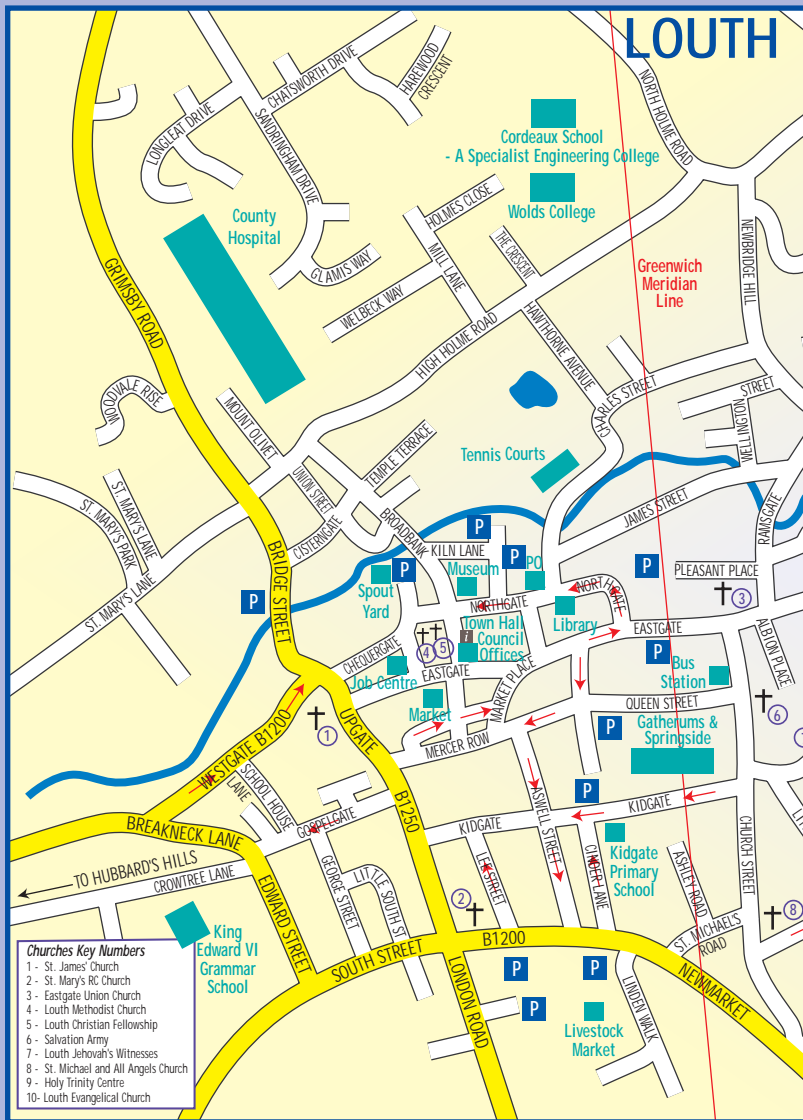 LOUTH
HAREWOOD
CRESCENT
CHATSWORTH DRIVE
LONGLEAT DRIVE
SANDRINGHAM DRIVE
NORTH HOLME ROAD
Cordeaux School
- A Specialist Engineering College
Wolds College
County
Hospital
HOLMES CLOSE
THE CRESCENT
MILL LANE
GLAMIS WAY
WELBECK WAY
NEWBRIDGE HILL
Greenwich
Meridian
Line
GRIMSBY ROAD
HIGH HOLME ROAD
HAWTHORNE AVENUE
WOODVALE RISE
MOUNT OLIVET
CHARLES STREET
STREET
WELLINGTON
TEMPLE TERRACE
UNION STREET
Tennis Courts
ST. MARY'S LANE
ST. MARY'S PARK
CISTERNGATE
BROADBANK
JAMES STREET
RAMSGATE
P
KILN LANE
P
P
P
P
BRIDGE STREET
ST. MARY'S LANE
Spout
Yard
Museum
PO
PLEASANT PLACE
NORTHGATE
NORTHGATE
3
Town Hall
i
Council
Offices
Library
EASTGATE
ALBION PLACE
CHEQUERGATE
4
5
Job Centre
EASTGATE
MARKET PLACE
P
Bus
Station
Market
QUEEN STREET
6
WESTGATE B1200
1
UPGATE
MERCER ROW
P
Gatherums &
Springside
SCHOOL HOUSE
LANE
B1250
ASWELL STREET
P
KIDGATE
KIDGATE
GOSPELGATE
BREAKNECK LANE
CHURCH STREET
TO HUBBARD'S HILLS
CROWTREE LANE
EDWARD STREET
GEORGE STREET
LITTLE SOUTH ST
LEE STREET
CINDER LANE
Kidgate
Primary
School
ASHLEY ROAD
2
8
King
Edward VI
Grammar
School
SOUTH STREET
B1200
ST. MICHAEL'S
ROAD
NEWMARKET
LONDON ROAD
P
P
P
LINDEN WALK
Livestock
Market
Churches Key Numbers
1 - St. James' Church
2 - St. Mary's RC Church
3 - Eastgate Union Church
4 - Louth Methodist Church
5 - Louth Christian Fellowship
6 - Salvation Army
7 - Louth Jehovah's Witnesses
8 - St. Michael and All Angels Church
9 - Holy Trinity Centre
10- Louth Evangelical Church